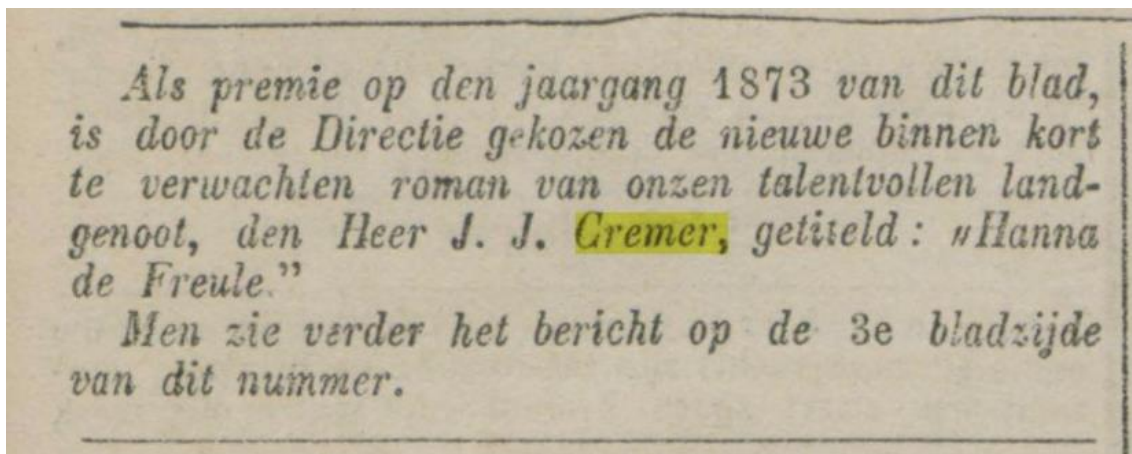 Als premie op den jaargang 1873 van dit blad,
is door de Directie gekozen de nieuwe binnen kort
te verwachten roman van onzen talentvollen land-
genoot, den Heer J. J. Cremer, getiteld: „Hanna
de Freule.”
Men zie verder het bericht op de 3e bladzijde
van dit nummer.